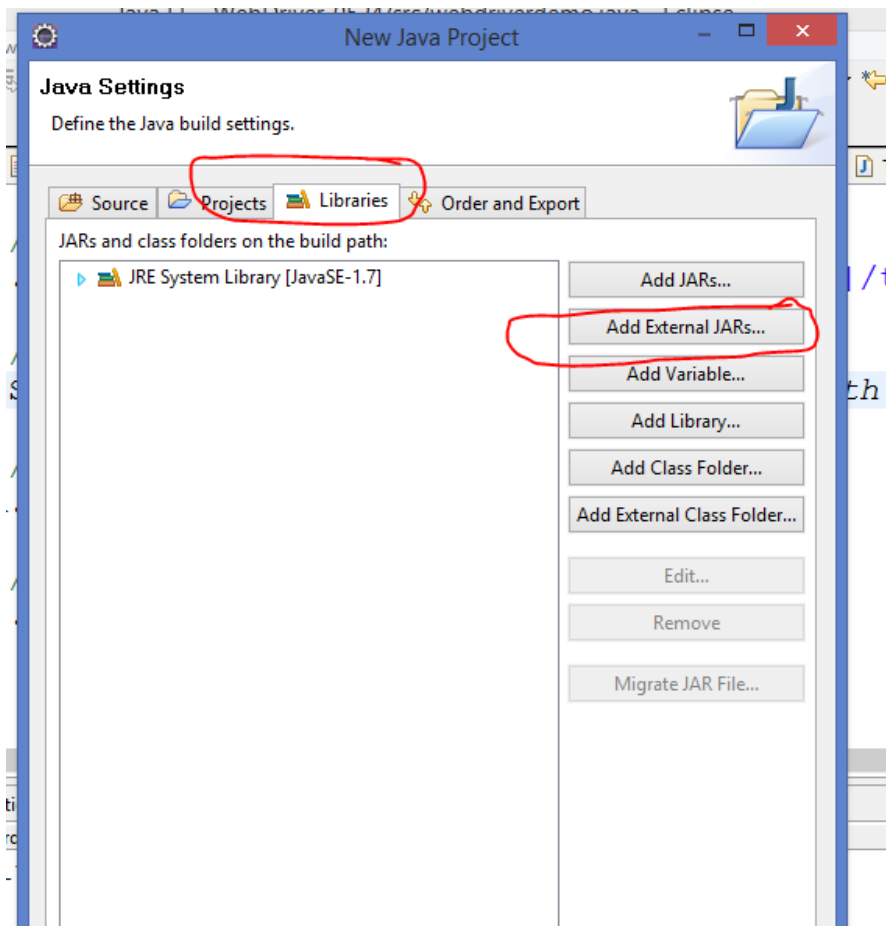 New Java Project
Java Settings
Define the Java build settings.
Source Projects Libraries Order and Export
JARs and class folders on the build path:
JRE System Library [JavaSE-1.7]
Add JARs...
Add External JARs...
Add Variable...
Add Library...
Add Class Folder...
Add External Class Folder...
Edit...
Remove
Migrate JAR File...
th